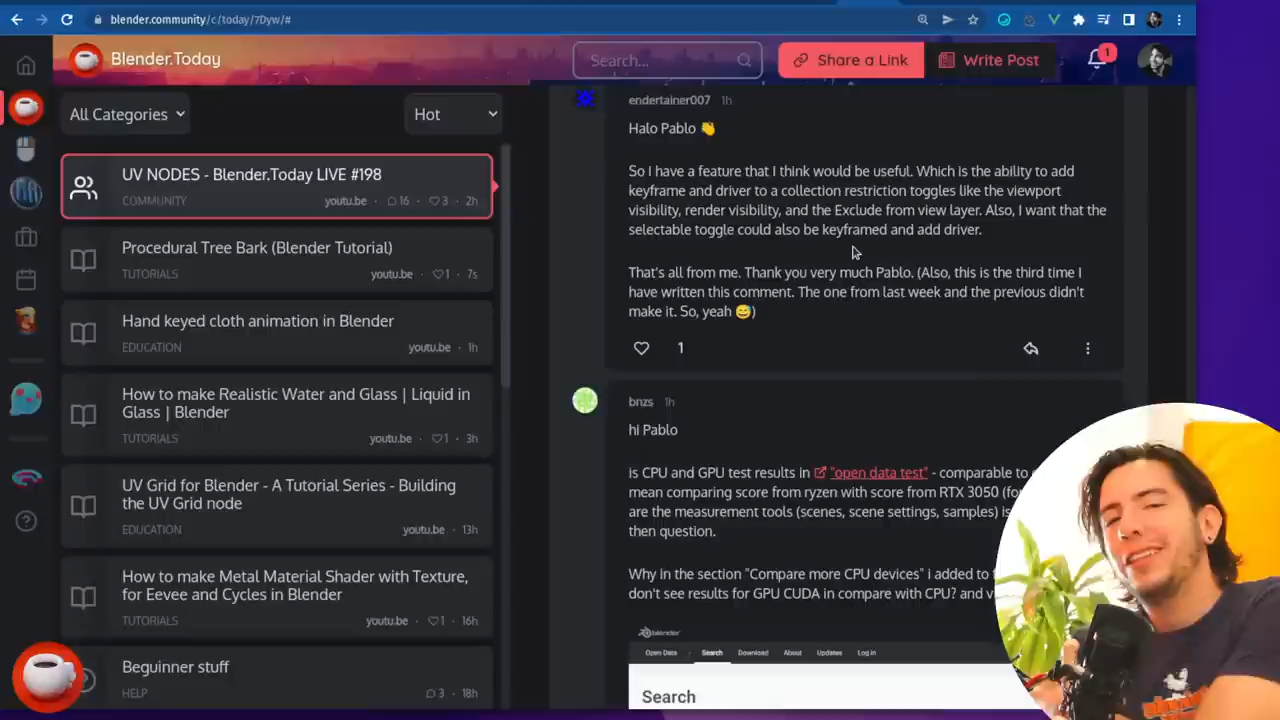 blender.community/c/today/7Dyw/#
Blender.Today
Search...
Share a Link
Write Post
1
All Categories
Hot
UV NODES - Blender.Today LIVE #198
COMMUNITY
youtu.be · 16 · 3 · 2h
Procedural Tree Bark (Blender Tutorial)
TUTORIALS
youtu.be · 1 · 7s
Hand keyed cloth animation in Blender
EDUCATION
youtu.be · 1h
How to make Realistic Water and Glass | Liquid in
Glass | Blender
TUTORIALS
youtu.be · 1 · 3h
UV Grid for Blender - A Tutorial Series - Building
the UV Grid node
EDUCATION
youtu.be · 13h
How to make Metal Material Shader with Texture,
for Eevee and Cycles in Blender
TUTORIALS
youtu.be · 1 · 16h
Beguinner stuff
HELP
3 · 18h
endertainer007 1h
Halo Pablo 👋
So I have a feature that I think would be useful. Which is the ability to add
keyframe and driver to a collection restriction toggles like the viewport
visibility, render visibility, and the Exclude from view layer. Also, I want that the
selectable toggle could also be keyframed and add driver.
That's all from me. Thank you very much Pablo. (Also, this is the third time I
have written this comment. The one from last week and the previous didn't
make it. So, yeah 😅)
1
bnzs 1h
hi Pablo
is CPU and GPU test results in "open data test" - comparable to
mean comparing score from ryzen with score from RTX 3050 (for
are the measurement tools (scenes, scene settings, samples) is
then question.
Why in the section "Compare more CPU devices" i added to
don't see results for GPU CUDA in compare with CPU? and
blender
Open Data Search Download About Updates Log in
Search